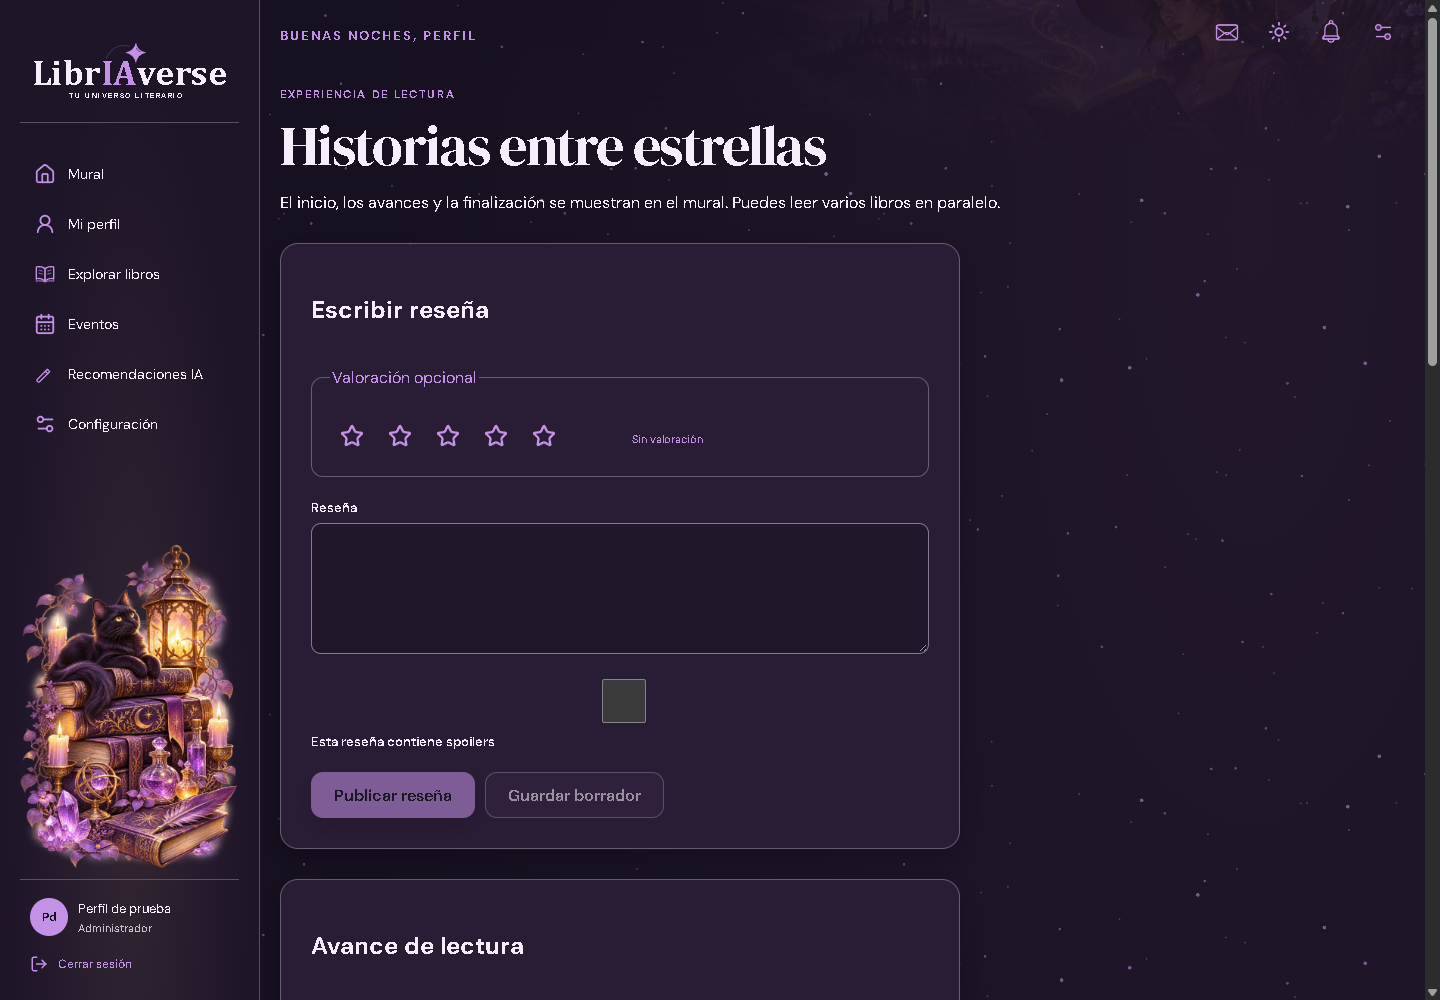 LibrIAverse
TU UNIVERSO LITERARIO
Mural
Mi perfil
Explorar libros
Eventos
Recomendaciones IA
Configuración
Pd
Perfil de prueba
Administrador
Cerrar sesión
BUENAS NOCHES, PERFIL
EXPERIENCIA DE LECTURA
Historias entre estrellas
El inicio, los avances y la finalización se muestran en el mural. Puedes leer varios libros en paralelo.
Escribir reseña
Valoración opcional
Sin valoración
Reseña
Esta reseña contiene spoilers
Publicar reseña
Guardar borrador
Avance de lectura